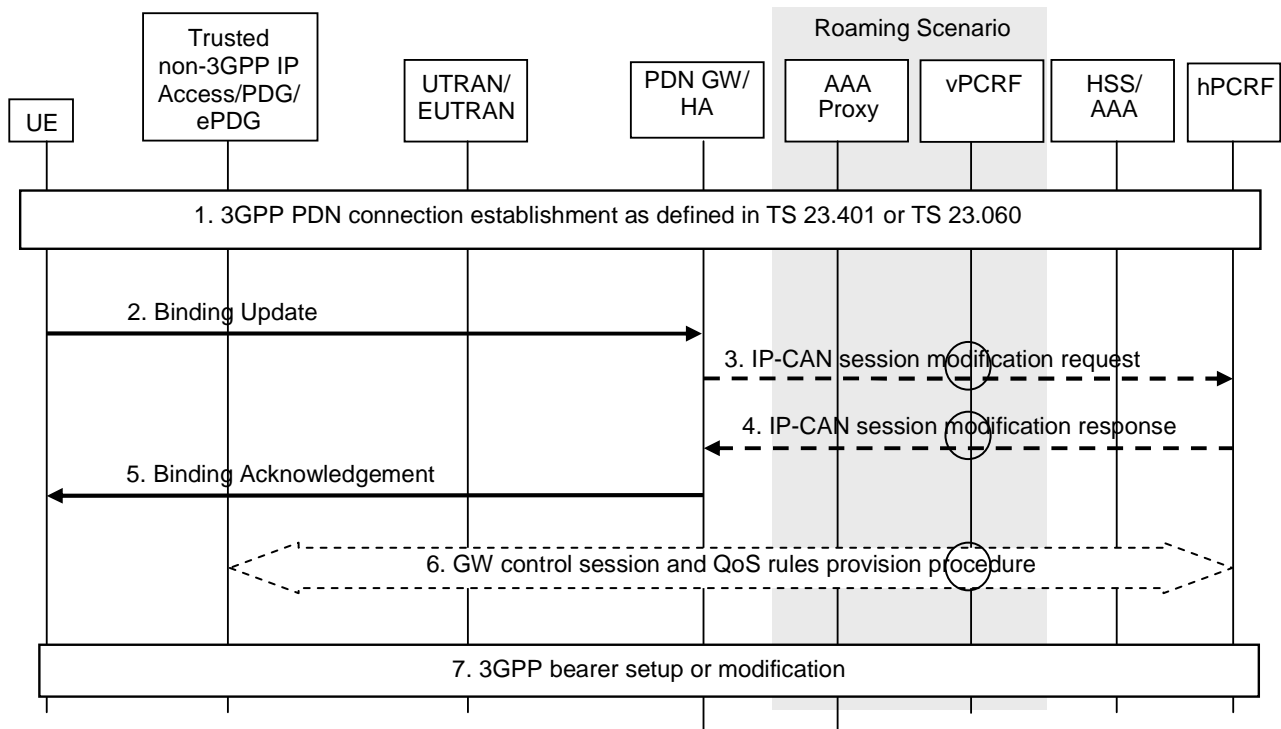 Roaming Scenario
UE
Trusted
non-3GPP IP
Access/PDG/
ePDG
UTRAN/
EUTRAN
PDN GW/
HA
AAA
Proxy
vPCRF
HSS/
AAA
hPCRF
1. 3GPP PDN connection establishment as defined in TS 23.401 or TS 23.060
2. Binding Update
3. IP-CAN session modification request
4. IP-CAN session modification response
5. Binding Acknowledgement
6. GW control session and QoS rules provision procedure
7. 3GPP bearer setup or modification